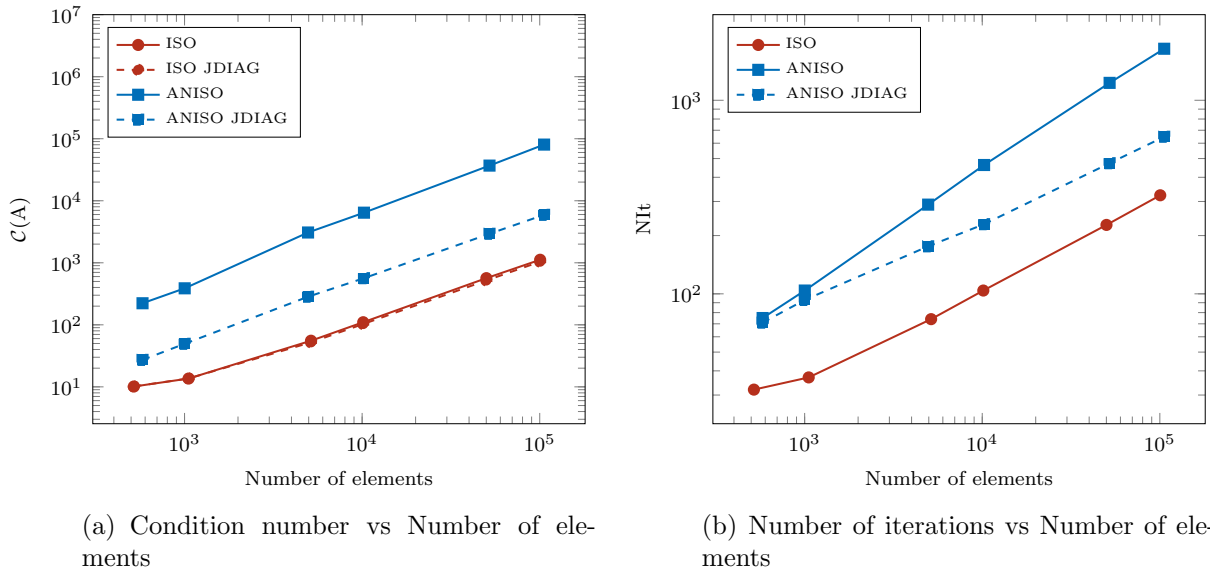 10^7
10^6
10^5
10^4
10^3
10^2
10^1
C(A)
ISO
ISO JDIAG
ANISO
ANISO JDIAG
10^3 10^4 10^5
Number of elements
(a) Condition number vs Number of ele-
ments
10^3
10^2
NIt
ISO
ANISO
ANISO JDIAG
10^3 10^4 10^5
Number of elements
(b) Number of iterations vs Number of ele-
ments